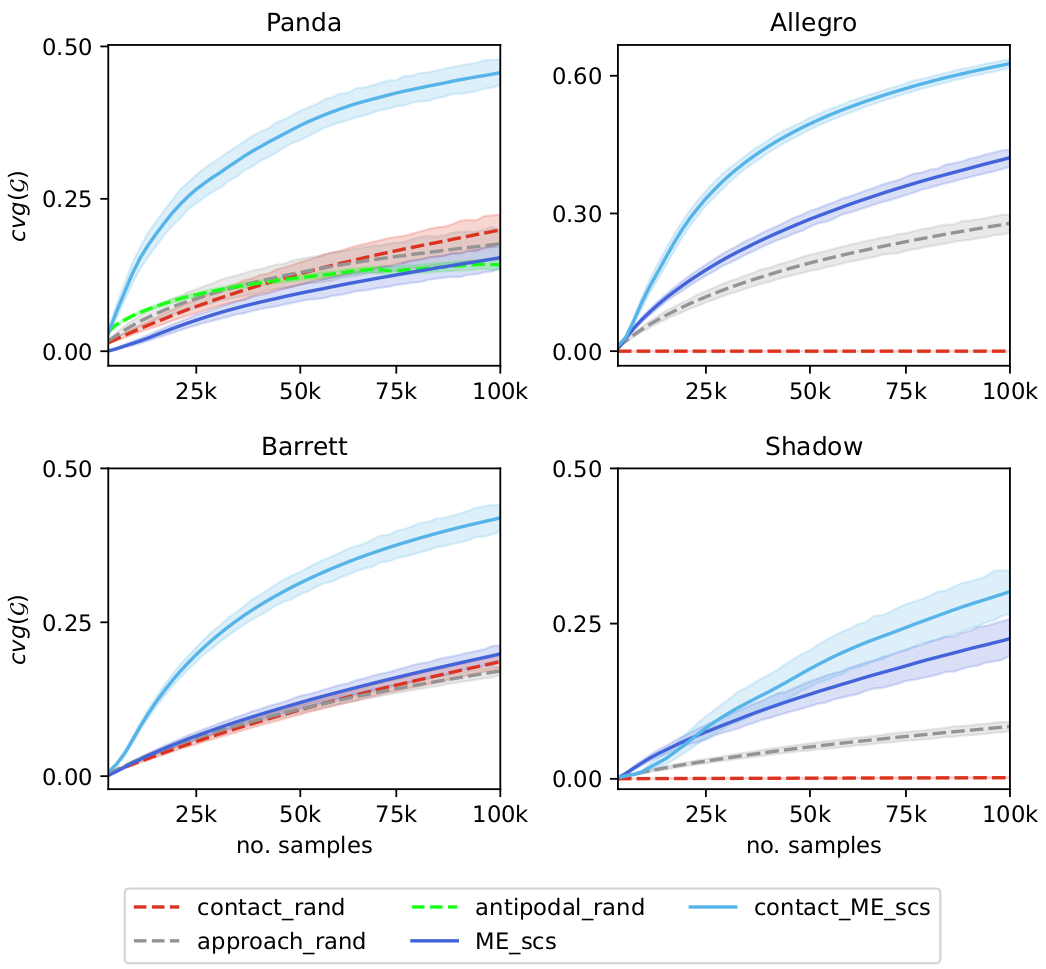 Panda
Allegro
0.50
0.25
0.00
cvg(𝒢)
25k 50k 75k 100k
0.60
0.30
0.00
25k 50k 75k 100k
Barrett
Shadow
0.50
0.25
0.00
cvg(𝒢)
25k 50k 75k 100k
no. samples
0.50
0.25
0.00
25k 50k 75k 100k
no. samples
contact_rand antipodal_rand contact_ME_scs
approach_rand ME_scs